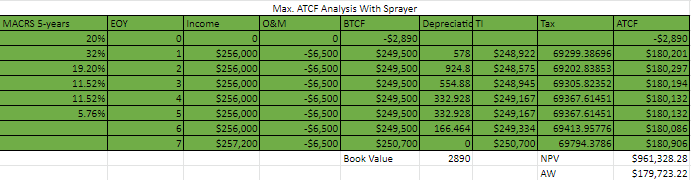 Max. ATCF Analysis With Sprayer
MACRS 5-years EOY Income O&M BTCF Depreciatic TI Tax ATCF
20% 0 0 0 -$2,890 -$2,890
32% 1 $256,000 -$6,500 $249,500 578 $248,922 69299.38696 $180,201
19.20% 2 $256,000 -$6,500 $249,500 924.8 $248,575 69202.83853 $180,297
11.52% 3 $256,000 -$6,500 $249,500 554.88 $248,945 69305.82352 $180,194
11.52% 4 $256,000 -$6,500 $249,500 332.928 $249,167 69367.61451 $180,132
5.76% 5 $256,000 -$6,500 $249,500 332.928 $249,167 69367.61451 $180,132
6 $256,000 -$6,500 $249,500 166.464 $249,334 69413.95776 $180,086
7 $257,200 -$6,500 $250,700 0 $250,700 69794.3786 $180,906
Book Value 2890 NPV $961,328.28
AW $179,723.22